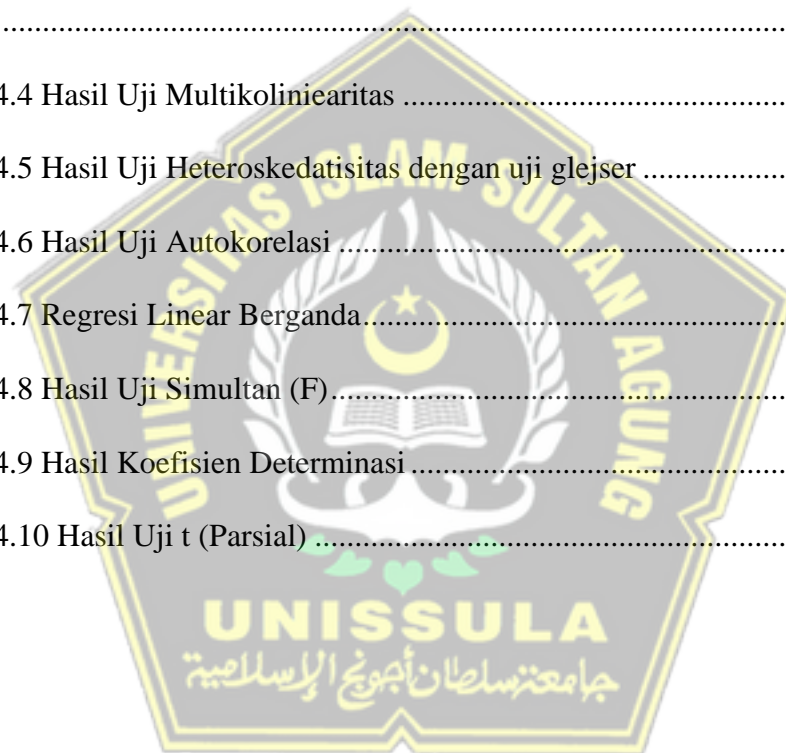 ..........................................................................................
4.4 Hasil Uji Multikoliniearitas ..........................................................
4.5 Hasil Uji Heteroskedatisitas dengan uji glejser .....................
4.6 Hasil Uji Autokorelasi ....................................................................
4.7 Regresi Linear Berganda................................................................
4.8 Hasil Uji Simultan (F).....................................................................
4.9 Hasil Koefisien Determinasi .........................................................
4.10 Hasil Uji t (Parsial) ........................................................................
UNIVERSITAS ISLAM SULTAN AGUNG
UNISSULA
جامعتنسلطان أجونج الإسلامية